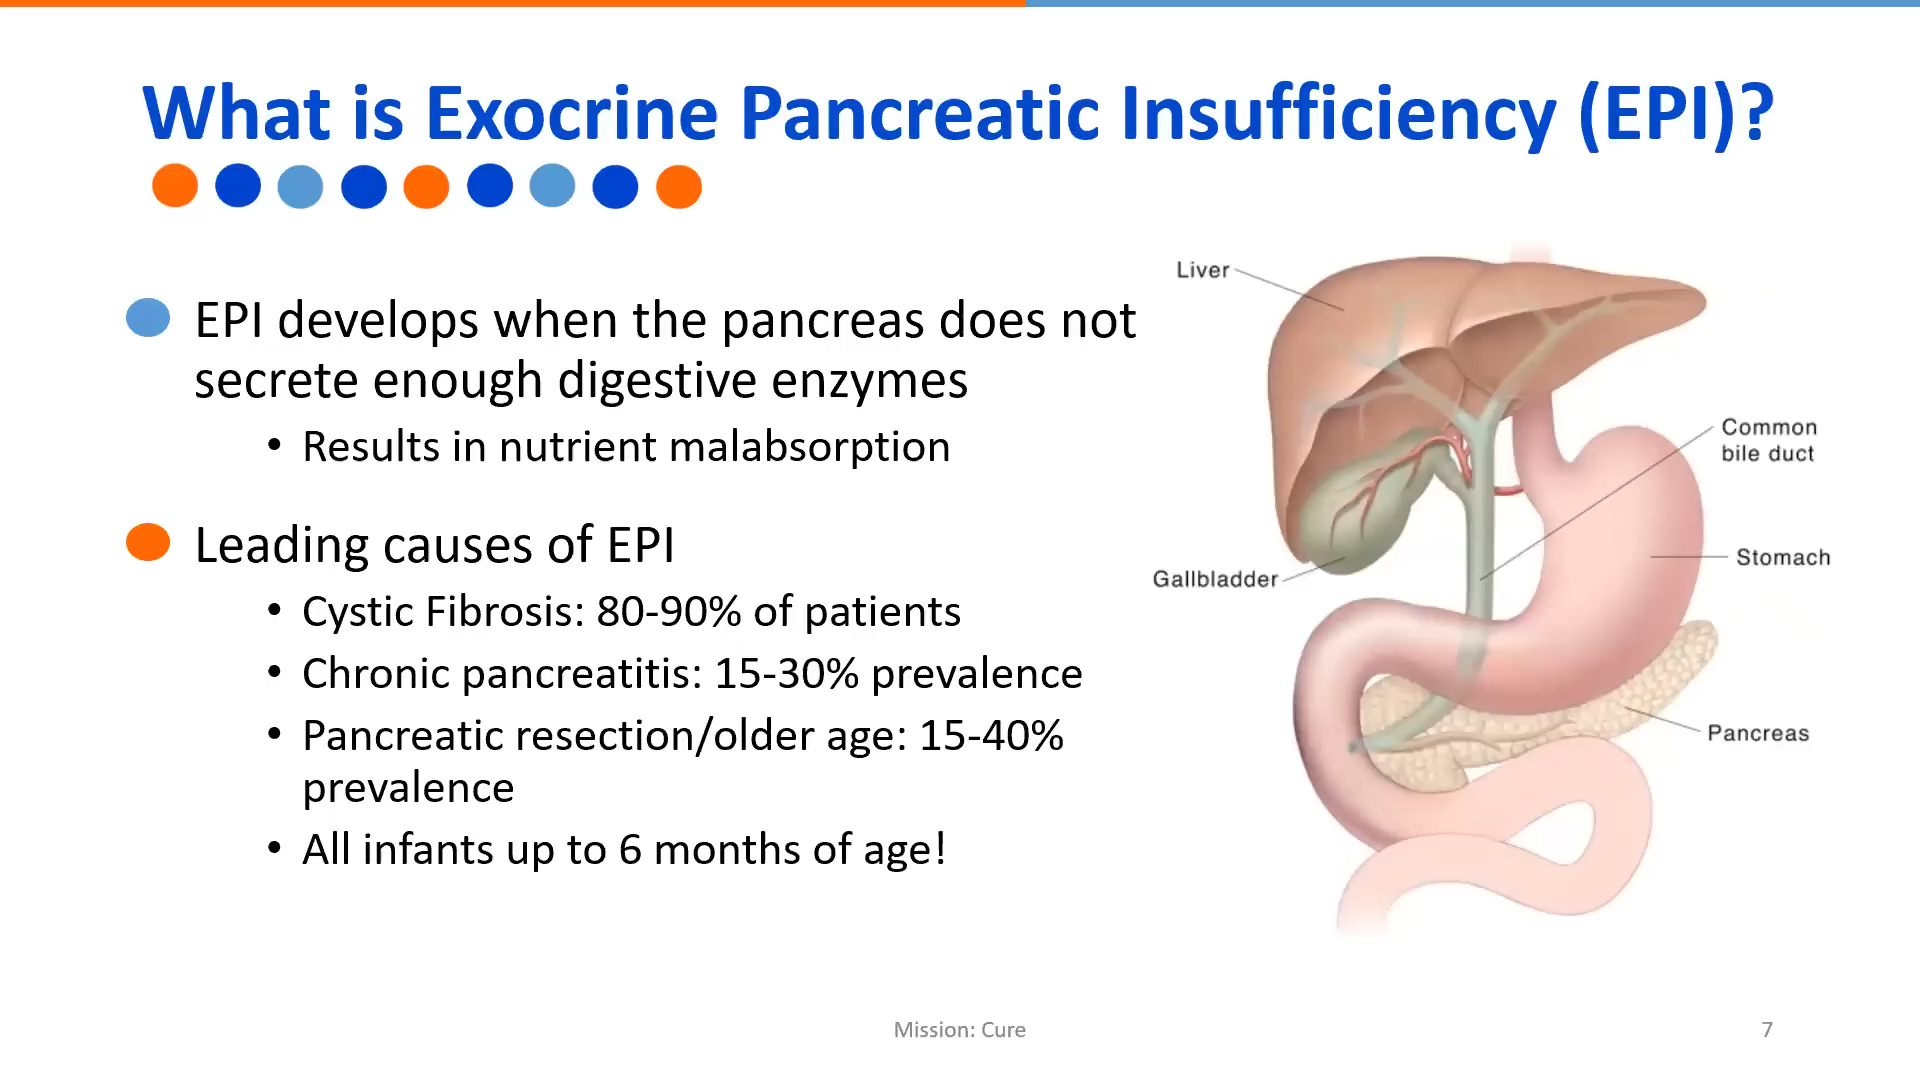 What is Exocrine Pancreatic Insufficiency (EPI)?
EPI develops when the pancreas does not
secrete enough digestive enzymes
• Results in nutrient malabsorption
Leading causes of EPI
• Cystic Fibrosis: 80-90% of patients
• Chronic pancreatitis: 15-30% prevalence
• Pancreatic resection/older age: 15-40%
prevalence
• All infants up to 6 months of age!
Liver
Common
bile duct
Stomach
Gallbladder
Pancreas
Mission: Cure
7